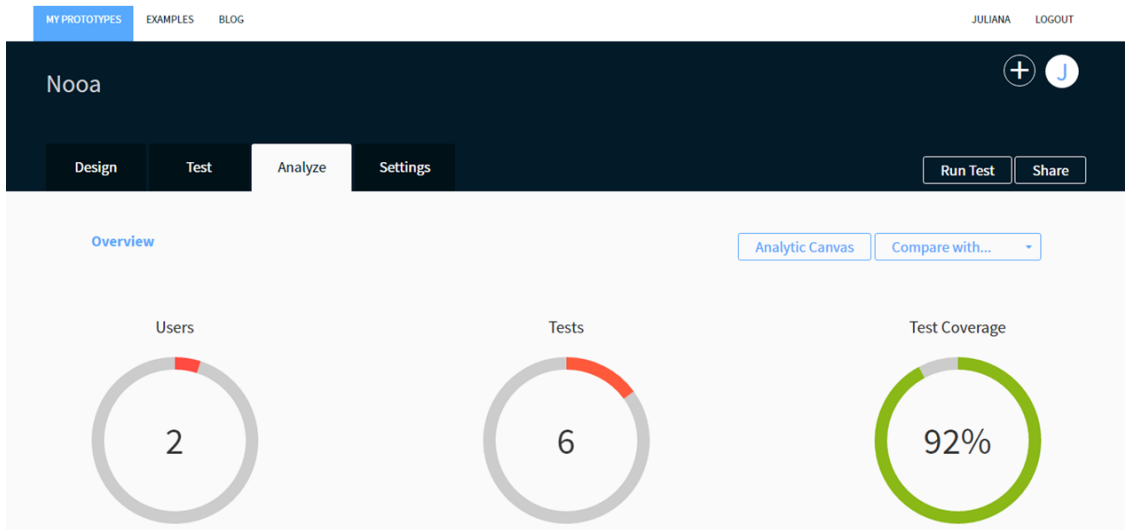 MY PROTOTYPES EXAMPLES BLOG JULIANA LOGOUT
Nooa
+ J
Design Test Analyze Settings Run Test Share
Overview Analytic Canvas Compare with...
Users Tests Test Coverage
2 6 92%